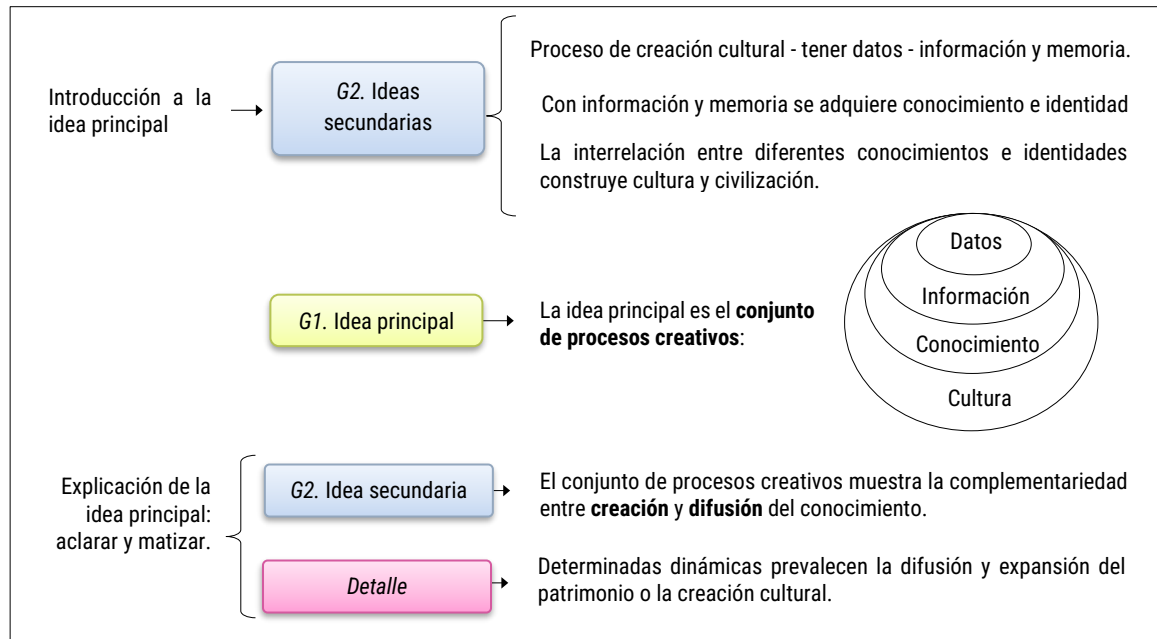 Proceso de creación cultural - tener datos - información y memoria.
Introducción a la
idea principal
G2. Ideas
secundarias
Con información y memoria se adquiere conocimiento e identidad
La interrelación entre diferentes conocimientos e identidades
construye cultura y civilización.
G1. Idea principal
La idea principal es el conjunto
de procesos creativos:
Datos
Información
Conocimiento
Cultura
Explicación de la
idea principal:
aclarar y matizar.
G2. Idea secundaria
El conjunto de procesos creativos muestra la complementariedad
entre creación y difusión del conocimiento.
Detalle
Determinadas dinámicas prevalecen la difusión y expansión del
patrimonio o la creación cultural.